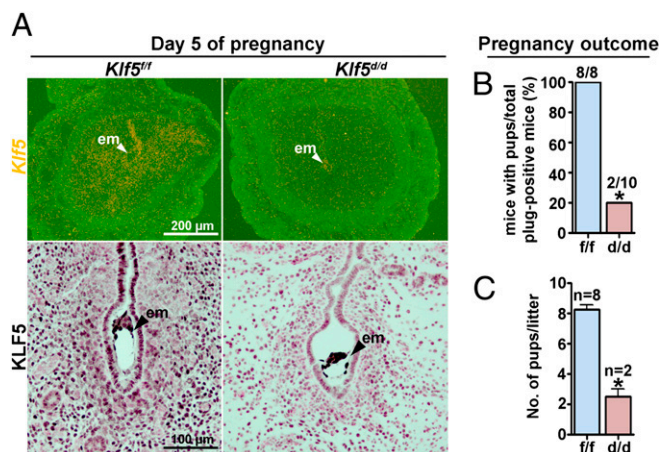 A
Day 5 of pregnancy
Klf5f/f
Klf5d/d
Klf5
em
em
200 µm
KLF5
em
em
100 µm
Pregnancy outcome
B
mice with pups/total
plug-positive mice (%)
100
80
60
40
20
0
8/8
2/10
*
f/f
d/d
C
No. of pups/litter
10
8
6
4
2
0
n=8
n=2
*
f/f
d/d